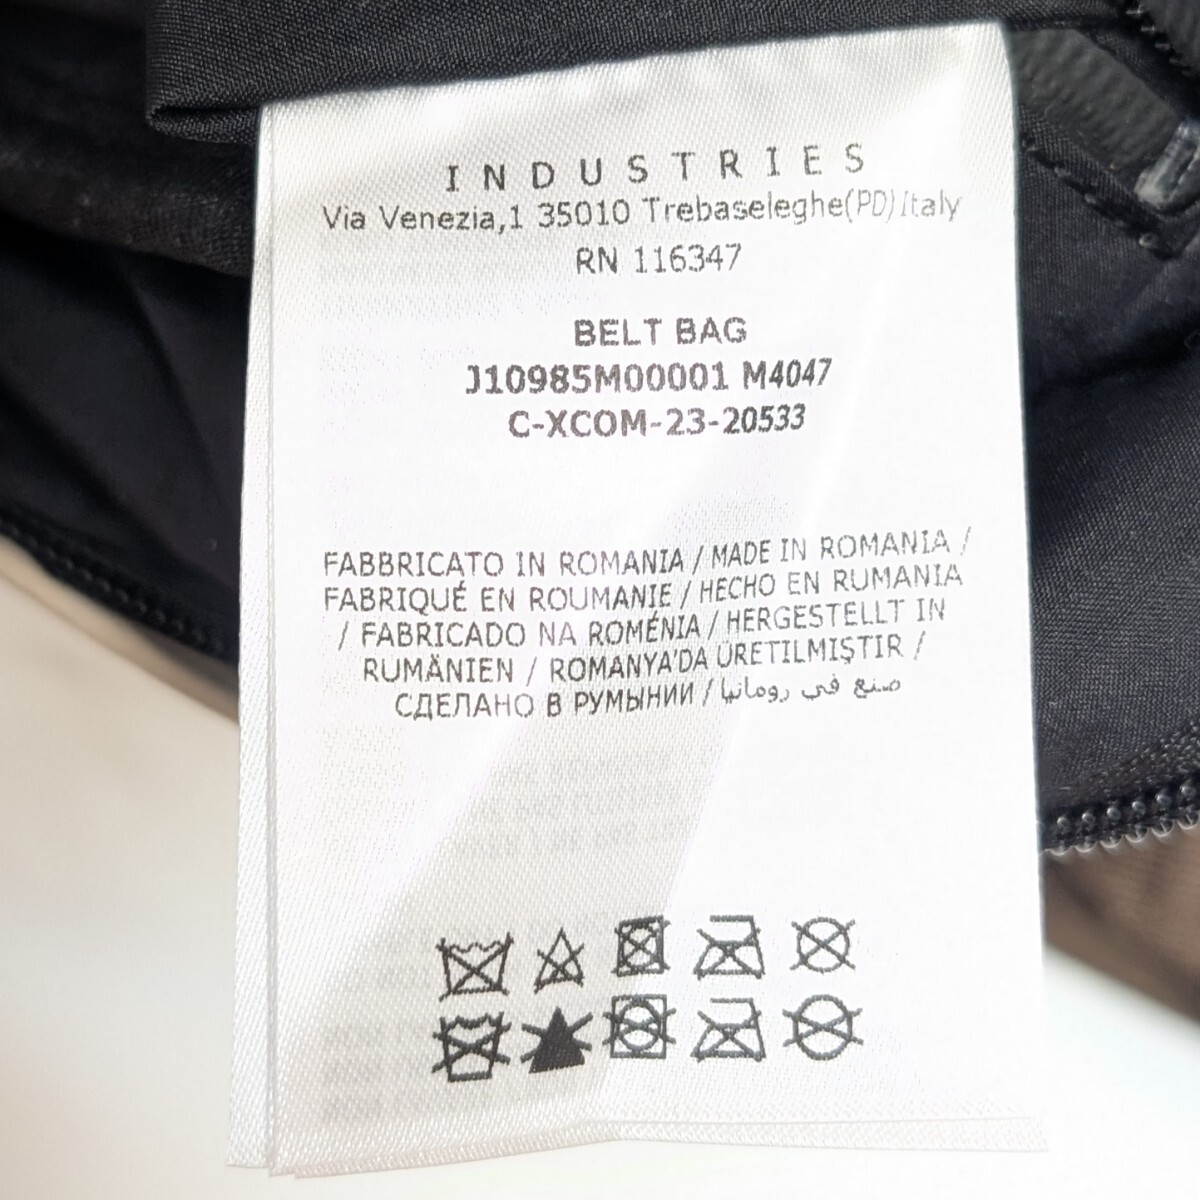 INDUSTRIES
Via Venezia,1 35010 Trebaseleghe(PD)Italy
RN 116347
BELT BAG
J10985M00001 M4047
C-XCOM-23-20533
FABBRICATO IN ROMANIA / MADE IN ROMANIA /
FABRIQUÉ EN ROUMANIE / HECHO EN RUMANIA
/ FABRICADO NA ROMÉNIA / HERGESTELLT IN
RUMÄNIEN / ROMANYA'DA ÜRETILMIŞTIR /
СДЕЛАНО В РУМЫНИИ / صنع في رومانيا